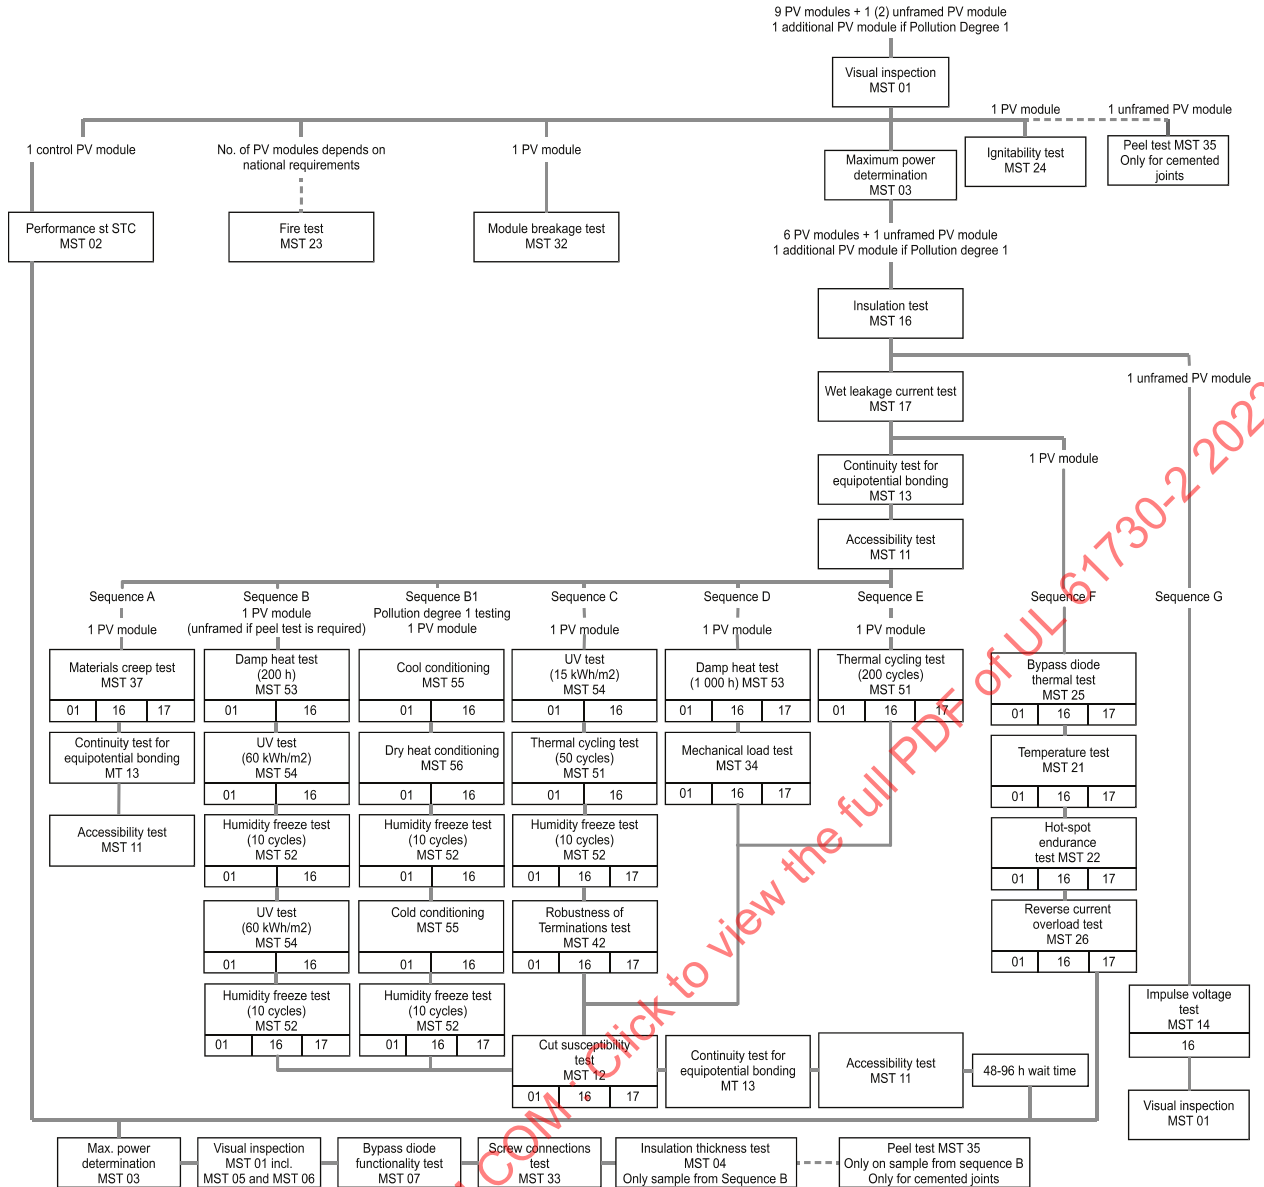 9 PV modules + 1 (2) unframed PV module
1 additional PV module if Pollution Degree 1
Visual inspection
MST 01
1 control PV module
No. of PV modules depends on
national requirements
1 PV module
1 PV module
1 unframed PV module
Maximum power
determination
MST 03
Ignitability test
MST 24
Peel test MST 35
Only for cemented
joints
Performance st STC
MST 02
Fire test
MST 23
Module breakage test
MST 32
6 PV modules + 1 unframed PV module
1 additional PV module if Pollution degree 1
Insulation test
MST 16
Wet leakage current test
MST 17
1 unframed PV module
1 PV module
Continuity test for
equipotential bonding
MST 13
Accessibility test
MST 11
Sequence A
1 PV module
Materials creep test
MST 37
01 16 17
Continuity test for
equipotential bonding
MT 13
Accessibility test
MST 11
Sequence B
1 PV module
(unframed if peel test is required)
Damp heat test
(200 h)
MST 53
01 16
UV test
(60 kWh/m2)
MST 54
01 16
Humidity freeze test
(10 cycles)
MST 52
01 16
UV test
(60 kWh/m2)
MST 54
01 16
Humidity freeze test
(10 cycles)
MST 52
01 16 17
Sequence B1
Pollution degree 1 testing
1 PV module
Cool conditioning
MST 55
01 16
Dry heat conditioning
MST 56
01 16
Humidity freeze test
(10 cycles)
MST 52
01 16
Cold conditioning
MST 55
01 16
Humidity freeze test
(10 cycles)
MST 52
01 16 17
Sequence C
1 PV module
UV test
(15 kWh/m2)
MST 54
01 16
Thermal cycling test
(50 cycles)
MST 51
01 16
Humidity freeze test
(10 cycles)
MST 52
01 16 17
Robustness of
Terminations test
MST 42
01 16 17
Cut susceptibility
test
MST 12
01 16 17
Sequence D
1 PV module
Damp heat test
(1 000 h) MST 53
01 16 17
Mechanical load test
MST 34
01 16 17
Continuity test for
equipotential bonding
MT 13
Sequence E
1 PV module
Thermal cycling test
(200 cycles)
MST 51
01 16 17
Accessibility test
MST 11
48-96 h wait time
Sequence F
Bypass diode
thermal test
MST 25
01 16 17
Temperature test
MST 21
01 16 17
Hot-spot
endurance
test MST 22
01 16 17
Reverse current
overload test
MST 26
01 16 17
Sequence G
Impulse voltage
test
MST 14
16
Visual inspection
MST 01
Max. power
determination
MST 03
Visual inspection
MST 01 incl.
MST 05 and MST 06
Bypass diode
functionality test
MST 07
Screw connections
test
MST 33
Insulation thickness test
MST 04
Only sample from Sequence B
Peel test MST 35
Only on sample from sequence B
Only for cemented joints
COM : Click to view the full PDF of UL 61730-2 2022